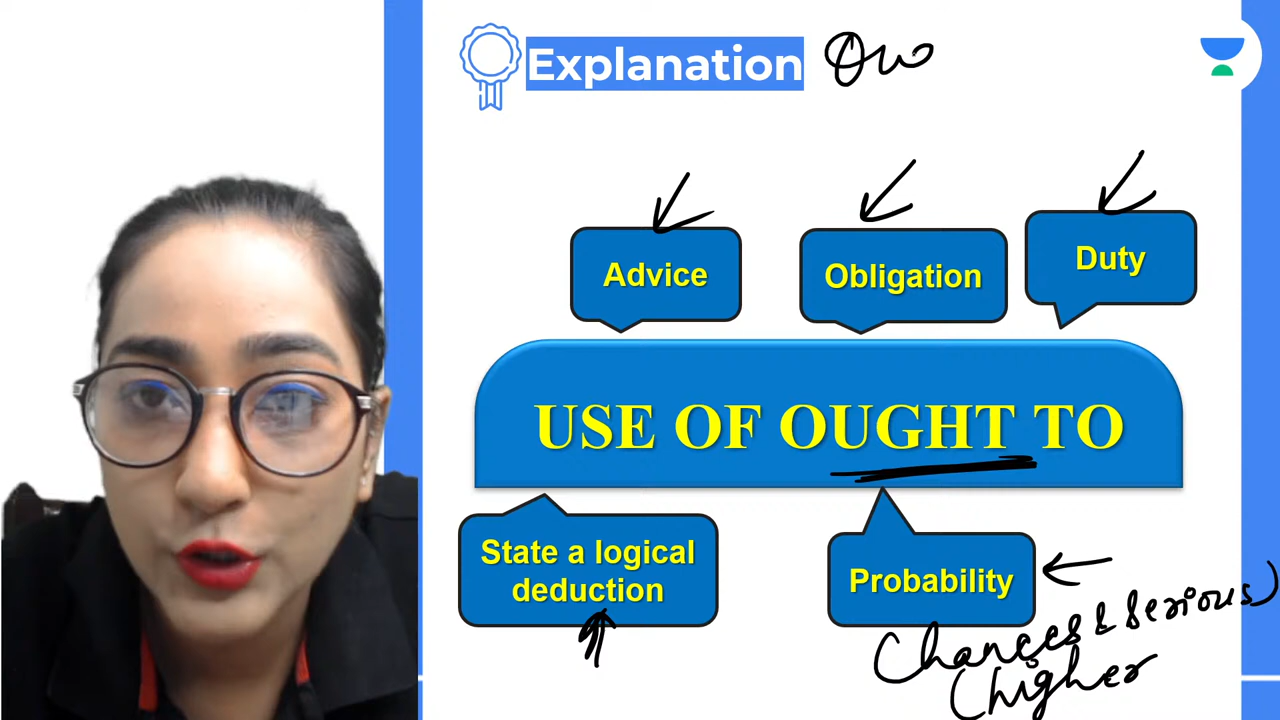 Explanation
Advice
Obligation
Duty
USE OF OUGHT TO
State a logical
deduction
Probability
(Chances & serious)
(higher